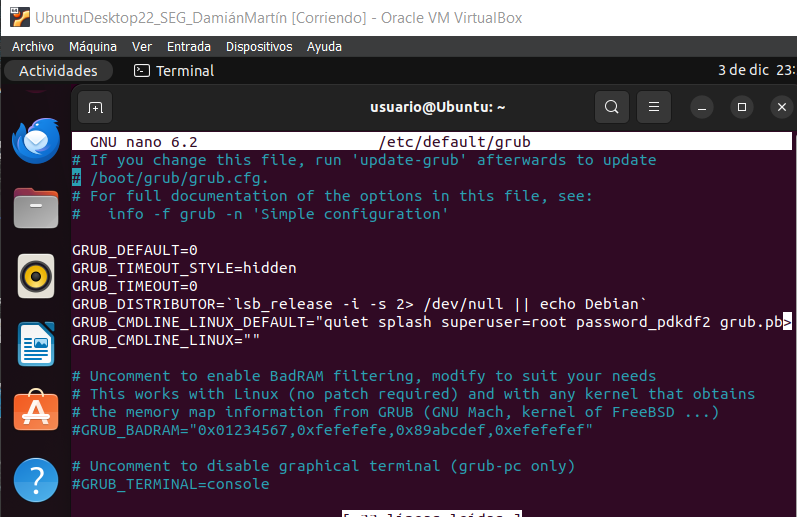 UbuntuDesktop22_SEG_DamiánMartín [Corriendo] - Oracle VM VirtualBox
Archivo Máquina Ver Entrada Dispositivos Ayuda
Actividades Terminal 3 de dic 23:
usuario@Ubuntu: ~
GNU nano 6.2 /etc/default/grub
# If you change this file, run 'update-grub' afterwards to update
# /boot/grub/grub.cfg.
# For full documentation of the options in this file, see:
#   info -f grub -n 'Simple configuration'
GRUB_DEFAULT=0
GRUB_TIMEOUT_STYLE=hidden
GRUB_TIMEOUT=0
GRUB_DISTRIBUTOR=`lsb_release -i -s 2> /dev/null || echo Debian`
GRUB_CMDLINE_LINUX_DEFAULT="quiet splash superuser=root password_pdkdf2 grub.pb>
GRUB_CMDLINE_LINUX=""
# Uncomment to enable BadRAM filtering, modify to suit your needs
# This works with Linux (no patch required) and with any kernel that obtains
# the memory map information from GRUB (GNU Mach, kernel of FreeBSD ...)
#GRUB_BADRAM="0x01234567,0xfefefefe,0x89abcdef,0xefefefef"
# Uncomment to disable graphical terminal (grub-pc only)
#GRUB_TERMINAL=console